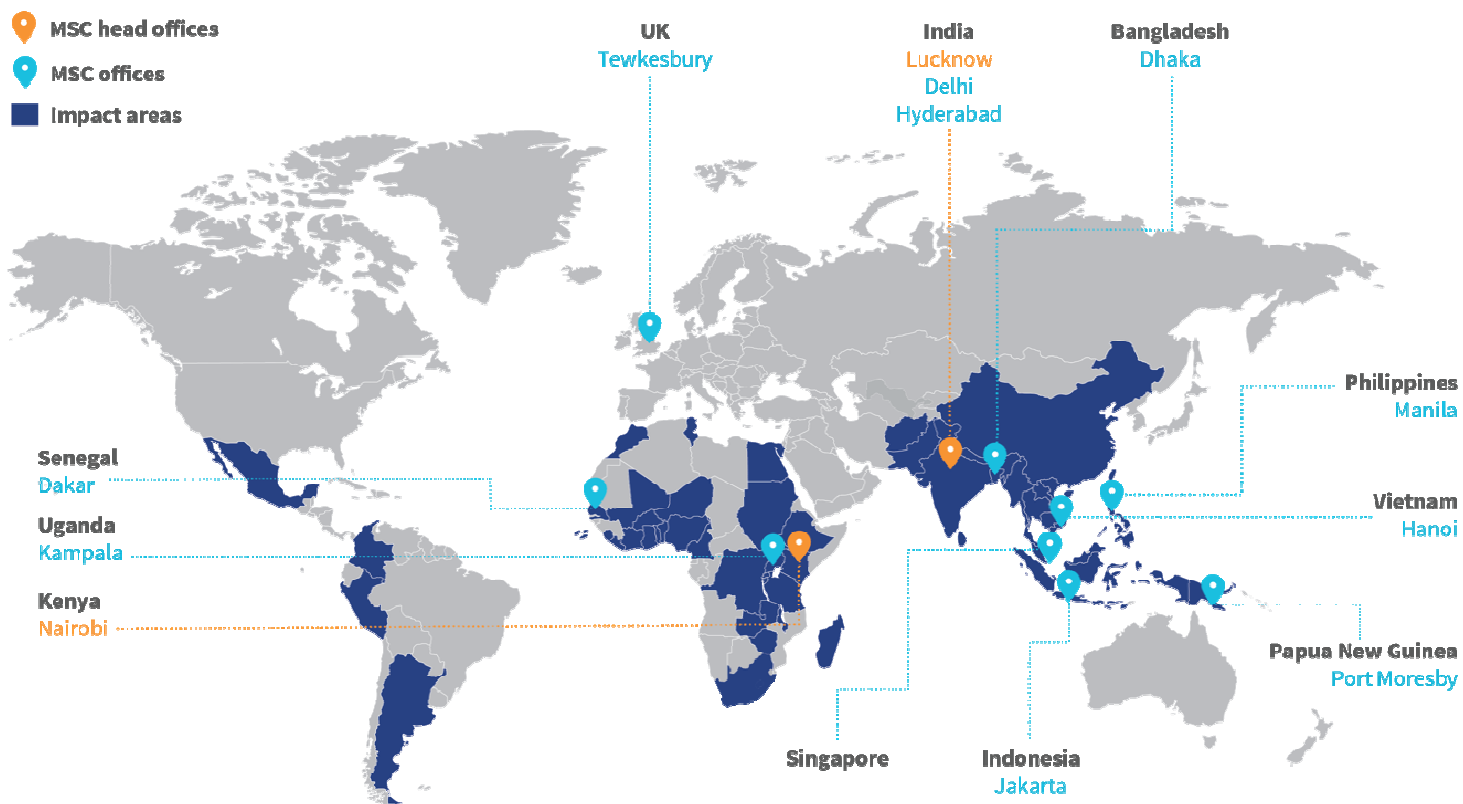 MSC head offices
MSC offices
Impact areas
UK
Tewkesbury
India
Lucknow
Delhi
Hyderabad
Bangladesh
Dhaka
Philippines
Manila
Senegal
Dakar
Vietnam
Hanoi
Uganda
Kampala
Kenya
Nairobi
Papua New Guinea
Port Moresby
Singapore
Indonesia
Jakarta